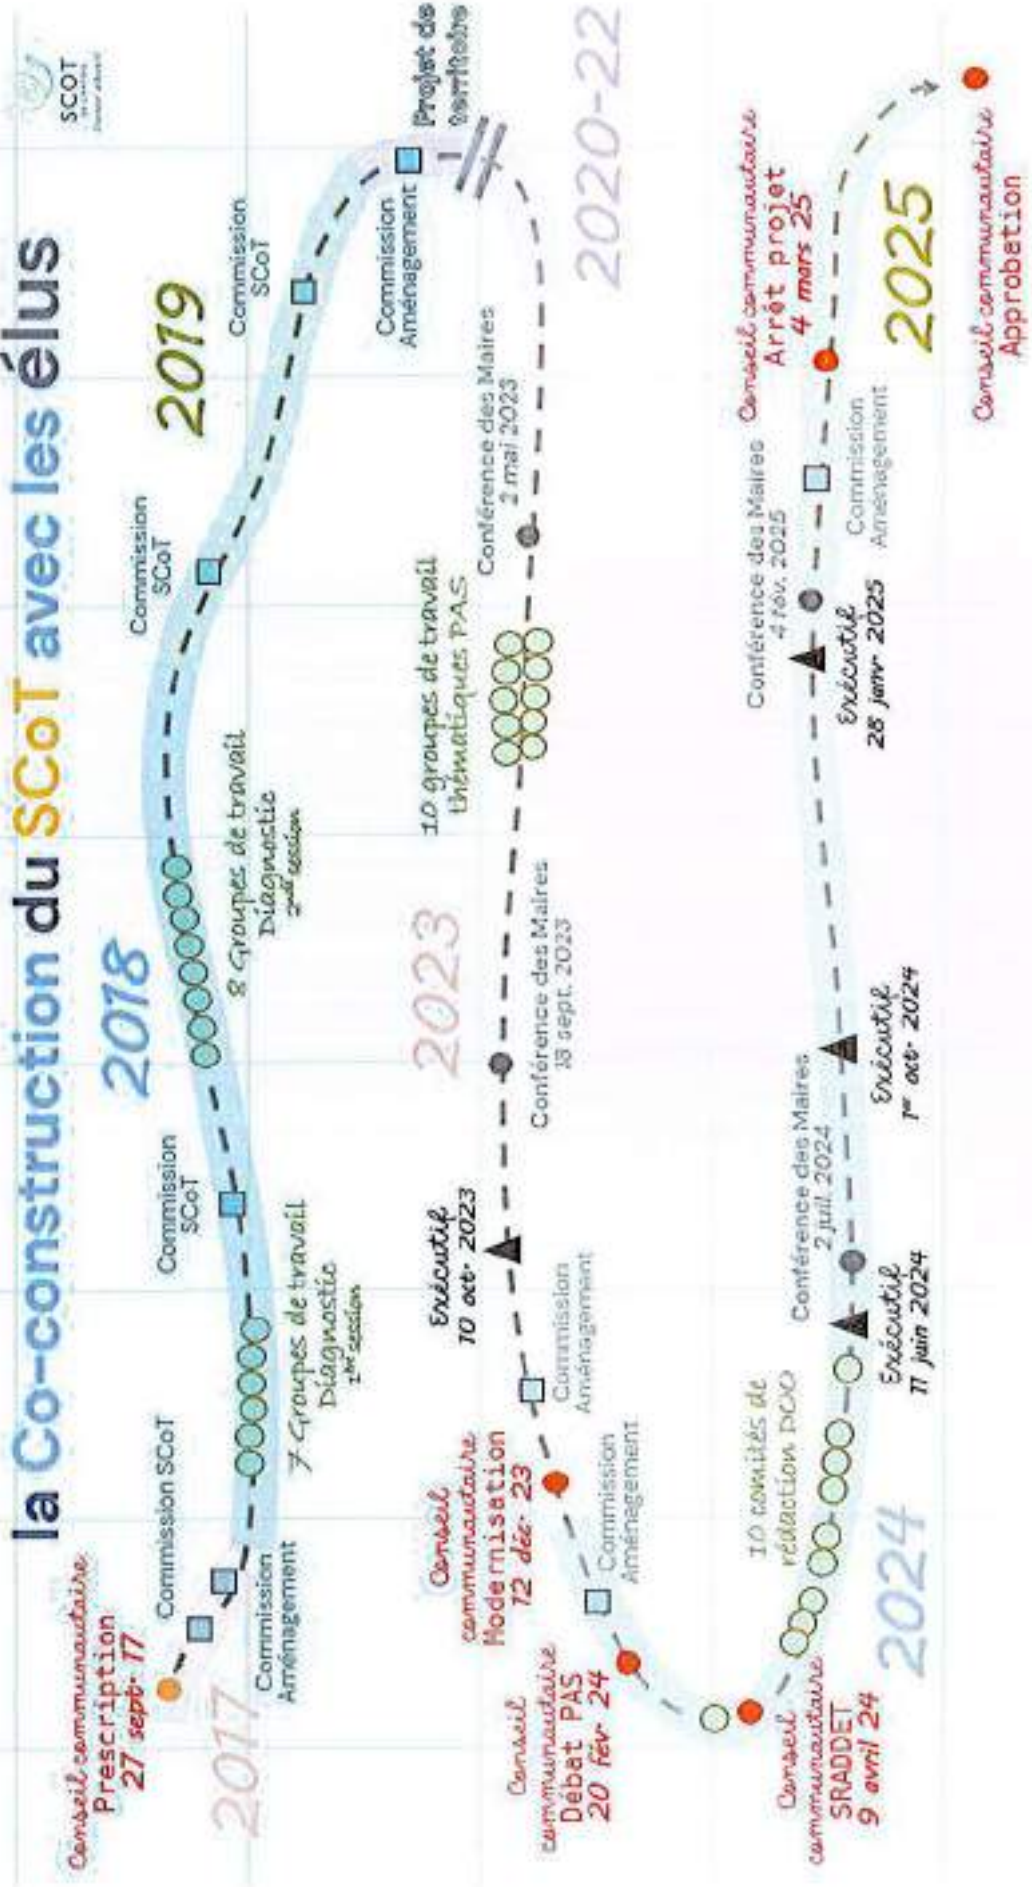 la Co-construction du SCoT avec les élus
SCOT
Conseil communautaire
Prescription
27 sept. 17
2017
Commission SCoT
Commission
Aménagement
7 Groupes de travail
Diagnostic
1ère session
Commission
SCoT
2018
8 Groupes de travail
Diagnostic
2nde session
Commission
SCoT
2019
Commission
SCoT
Commission
Aménagement
Projet de
territoire
2020-22
Conférence des Maires
2 mai 2023
10 groupes de travail
thématiques PAS
2023
Conférence des Maires
18 sept. 2023
Exécutif
10 oct. 2023
Commission
Aménagement
Conseil
communautaire
Modernisation
12 déc. 23
Commission
Aménagement
Conseil
communautaire
Débat PAS
20 fév. 24
Conseil
communautaire
SRADDET
9 avril 24
2024
10 comités de
rédaction DOO
Exécutif
11 juin 2024
Conférence des Maires
2 juil. 2024
Exécutif
1er oct. 2024
Exécutif
28 janv. 2025
Conférence des Maires
4 fév. 2025
Commission
Aménagement
Conseil communautaire
Arrêt projet
4 mars 25
2025
Conseil communautaire
Approbation